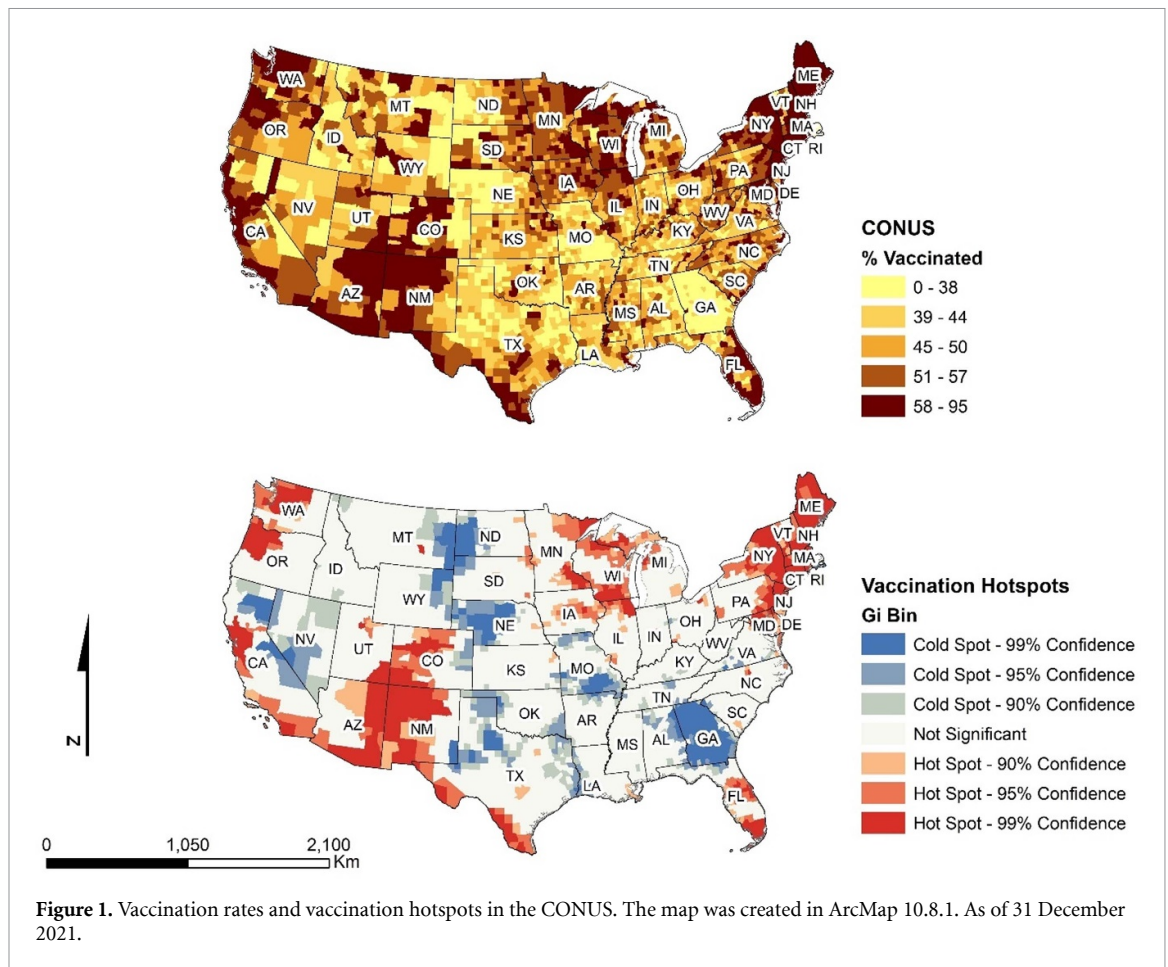 WA
MT
ND
MN
ME
VT
NH
OR
ID
SD
WI
MI
NY
MA
CT
RI
WY
IA
PA
NJ
NE
OH
MD
DE
NV
UT
CO
IL
IN
WV
VA
CA
KS
MO
KY
NC
AZ
NM
OK
AR
TN
SC
MS
AL
GA
TX
LA
FL
CONUS
% Vaccinated
0 - 38
39 - 44
45 - 50
51 - 57
58 - 95
WA
MT
ND
MN
ME
VT
NH
OR
ID
SD
WI
MI
NY
MA
CT
RI
WY
IA
PA
NJ
NE
OH
MD
DE
NV
UT
CO
IL
IN
WV
VA
CA
KS
MO
KY
NC
AZ
NM
OK
AR
TN
SC
MS
AL
GA
TX
LA
FL
Vaccination Hotspots
Gi Bin
Cold Spot - 99% Confidence
Cold Spot - 95% Confidence
Cold Spot - 90% Confidence
Not Significant
Hot Spot - 90% Confidence
Hot Spot - 95% Confidence
Hot Spot - 99% Confidence
N
0 1,050 2,100
Km
Figure 1. Vaccination rates and vaccination hotspots in the CONUS. The map was created in ArcMap 10.8.1. As of 31 December
2021.